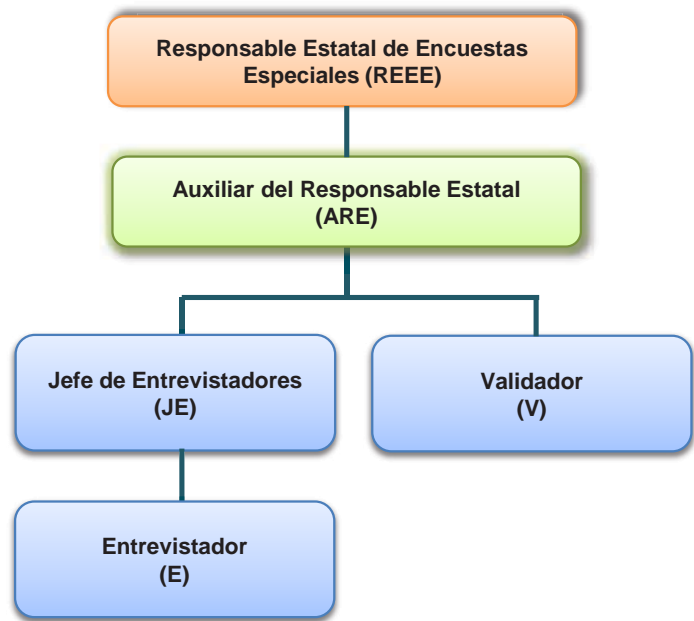 Responsable Estatal de Encuestas
Especiales (REEE)
Auxiliar del Responsable Estatal
(ARE)
Jefe de Entrevistadores
(JE)
Validador
(V)
Entrevistador
(E)